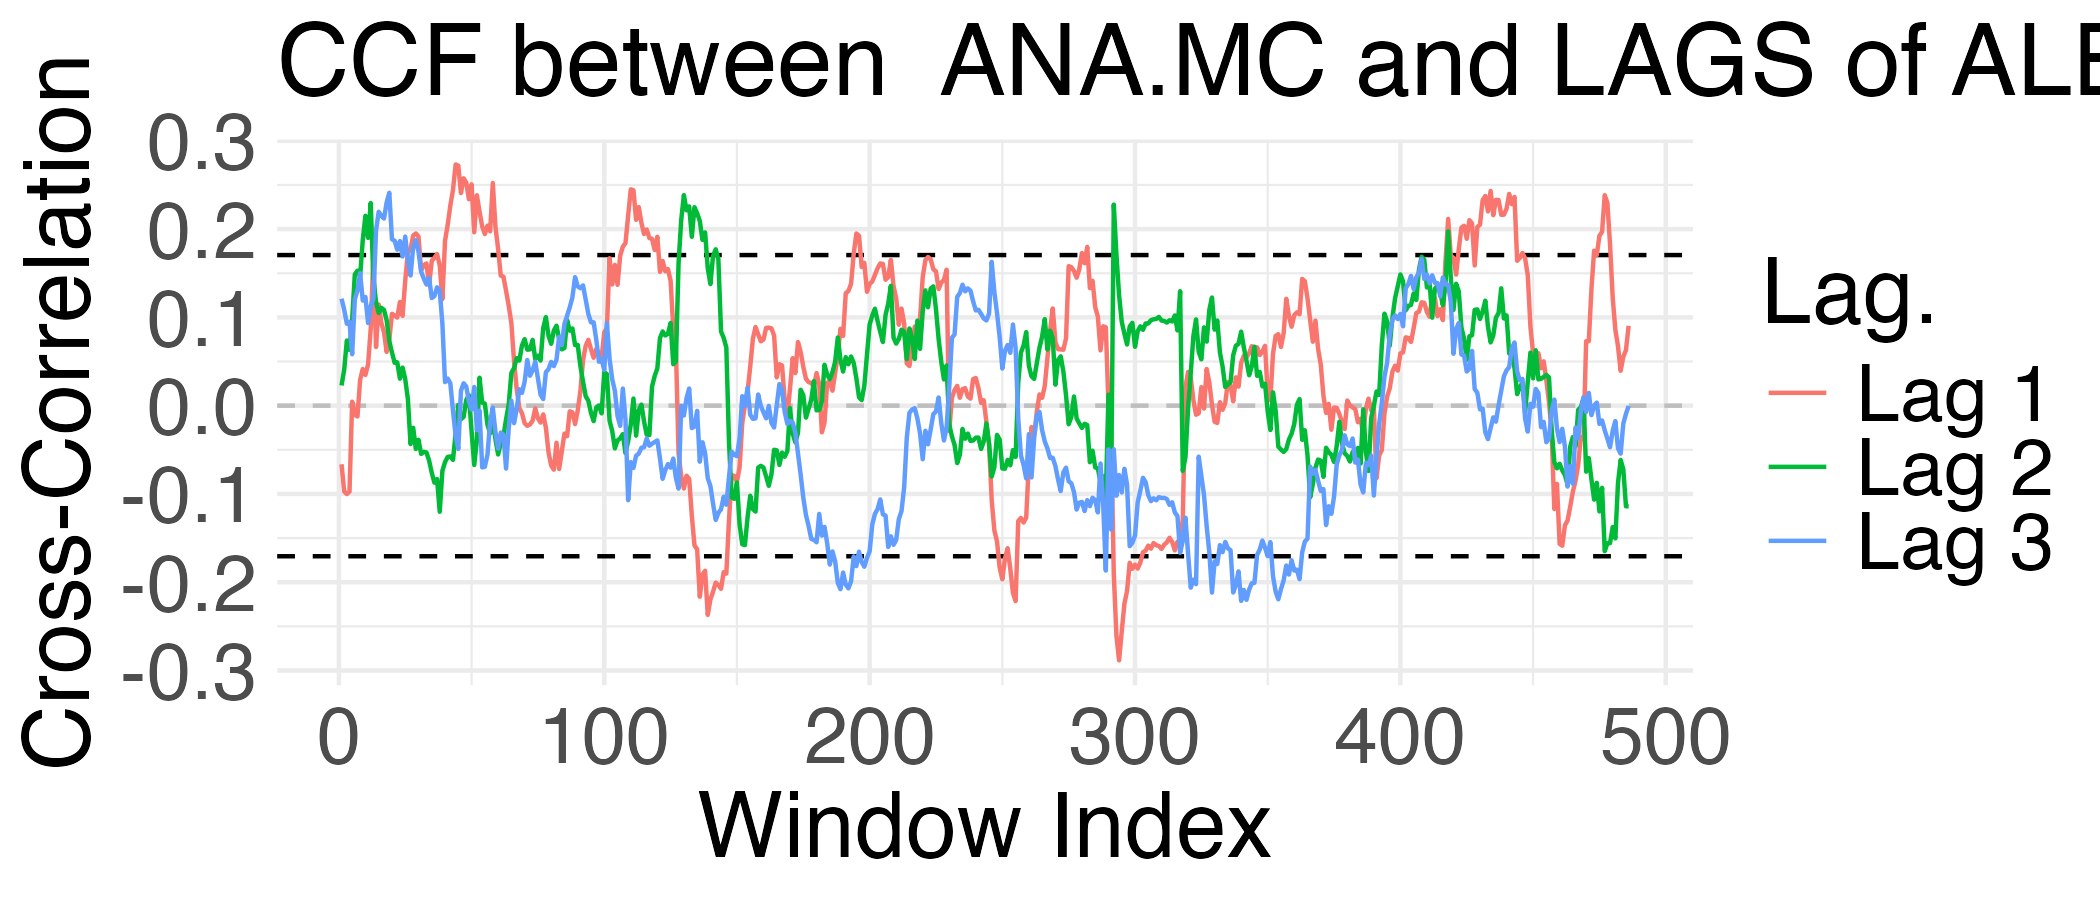 CCF between ANA.MC and LAGS of
Cross-Correlation
0.3
0.2
0.1
0.0
-0.1
-0.2
-0.3
0 100 200 300 400 500
Window Index
Lag.
Lag 1
Lag 2
Lag 3